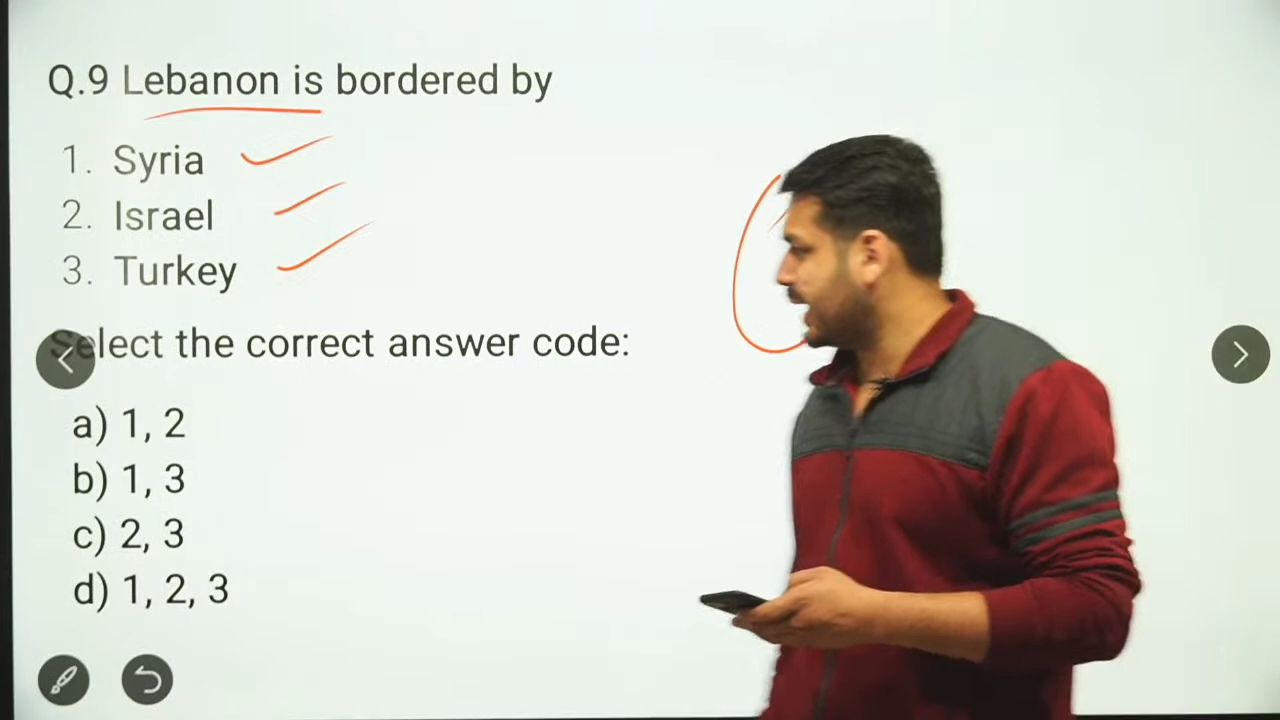 Q.9 Lebanon is bordered by
1. Syria
2. Israel
3. Turkey
Select the correct answer code:
a) 1, 2
b) 1, 3
c) 2, 3
d) 1, 2, 3